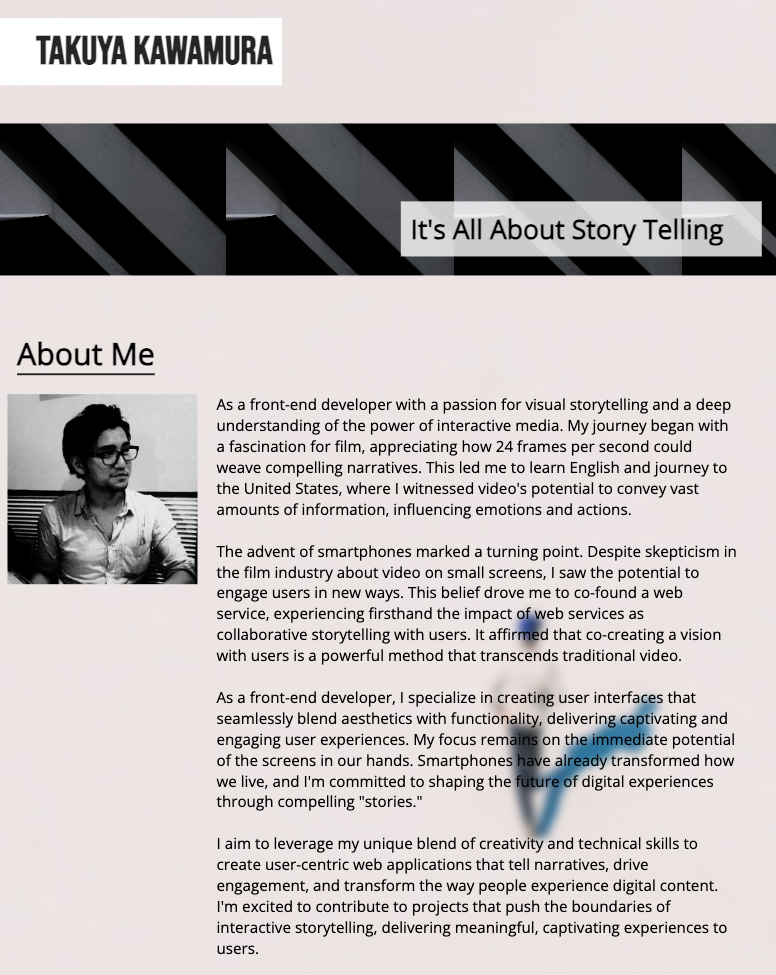 TAKUYA KAWAMURA
It's All About Story Telling
About Me
As a front-end developer with a passion for visual storytelling and a deep
understanding of the power of interactive media. My journey began with
a fascination for film, appreciating how 24 frames per second could
weave compelling narratives. This led me to learn English and journey to
the United States, where I witnessed video's potential to convey vast
amounts of information, influencing emotions and actions.
The advent of smartphones marked a turning point. Despite skepticism in
the film industry about video on small screens, I saw the potential to
engage users in new ways. This belief drove me to co-found a web
service, experiencing firsthand the impact of web services as
collaborative storytelling with users. It affirmed that co-creating a vision
with users is a powerful method that transcends traditional video.
As a front-end developer, I specialize in creating user interfaces that
seamlessly blend aesthetics with functionality, delivering captivating and
engaging user experiences. My focus remains on the immediate potential
of the screens in our hands. Smartphones have already transformed how
we live, and I'm committed to shaping the future of digital experiences
through compelling "stories."
I aim to leverage my unique blend of creativity and technical skills to
create user-centric web applications that tell narratives, drive
engagement, and transform the way people experience digital content.
I'm excited to contribute to projects that push the boundaries of
interactive storytelling, delivering meaningful, captivating experiences to
users.